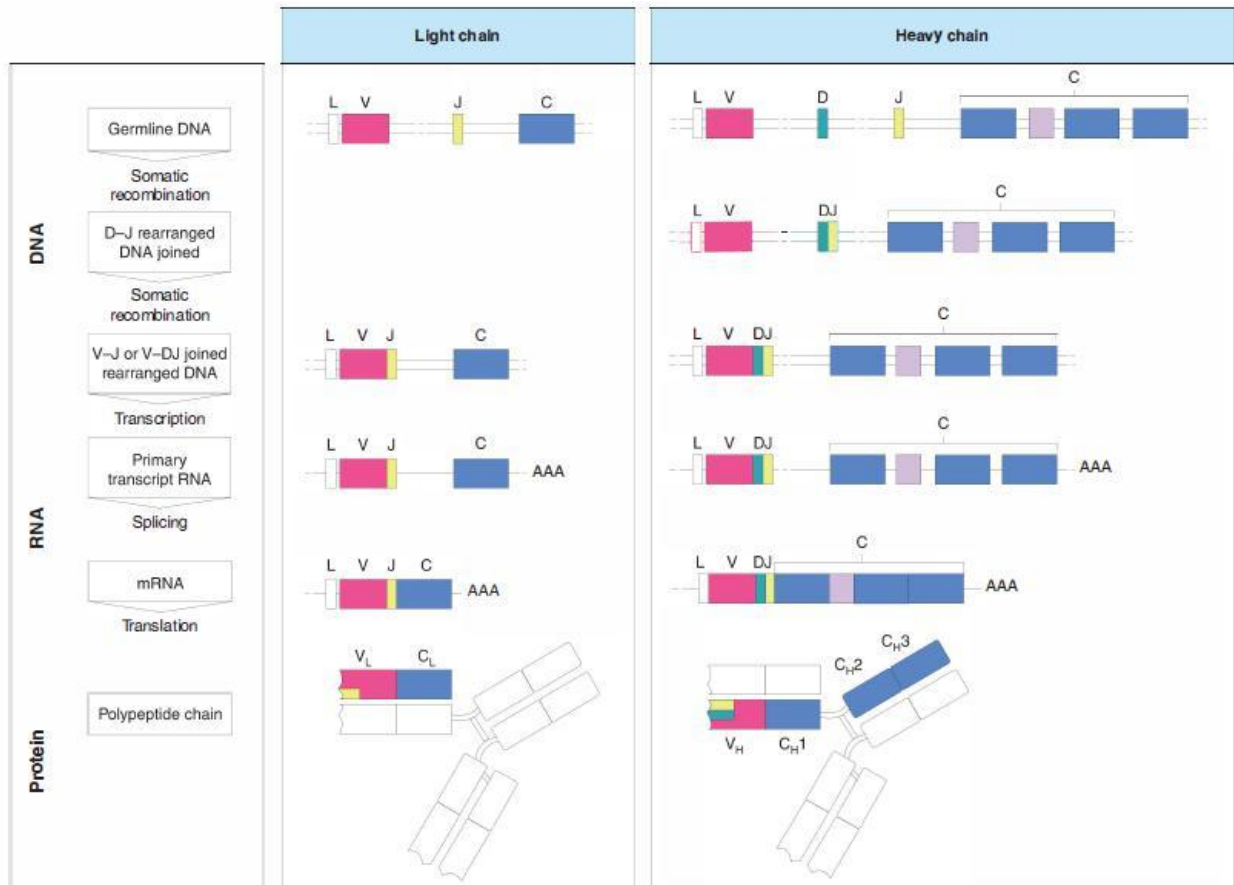 Light chain
Heavy chain
DNA
Germline DNA
L V J C
C
L V D J
Somatic
recombination
D–J rearranged
DNA joined
C
L V DJ
Somatic
recombination
V–J or V–DJ joined
rearranged DNA
L V J C
C
L V DJ
Transcription
RNA
Primary
transcript RNA
L V J C
AAA
C
L V DJ
AAA
Splicing
mRNA
L V J C
AAA
C
L V DJ
AAA
Translation
Protein
Polypeptide chain
VL CL
CH3
CH2
VH CH1